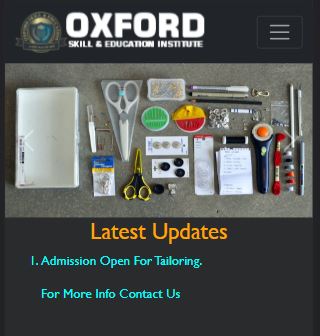 OXFORD
SKILL & EDUCATION INSTITUTE
Latest Updates
1. Admission Open For Tailoring.
For More Info Contact Us